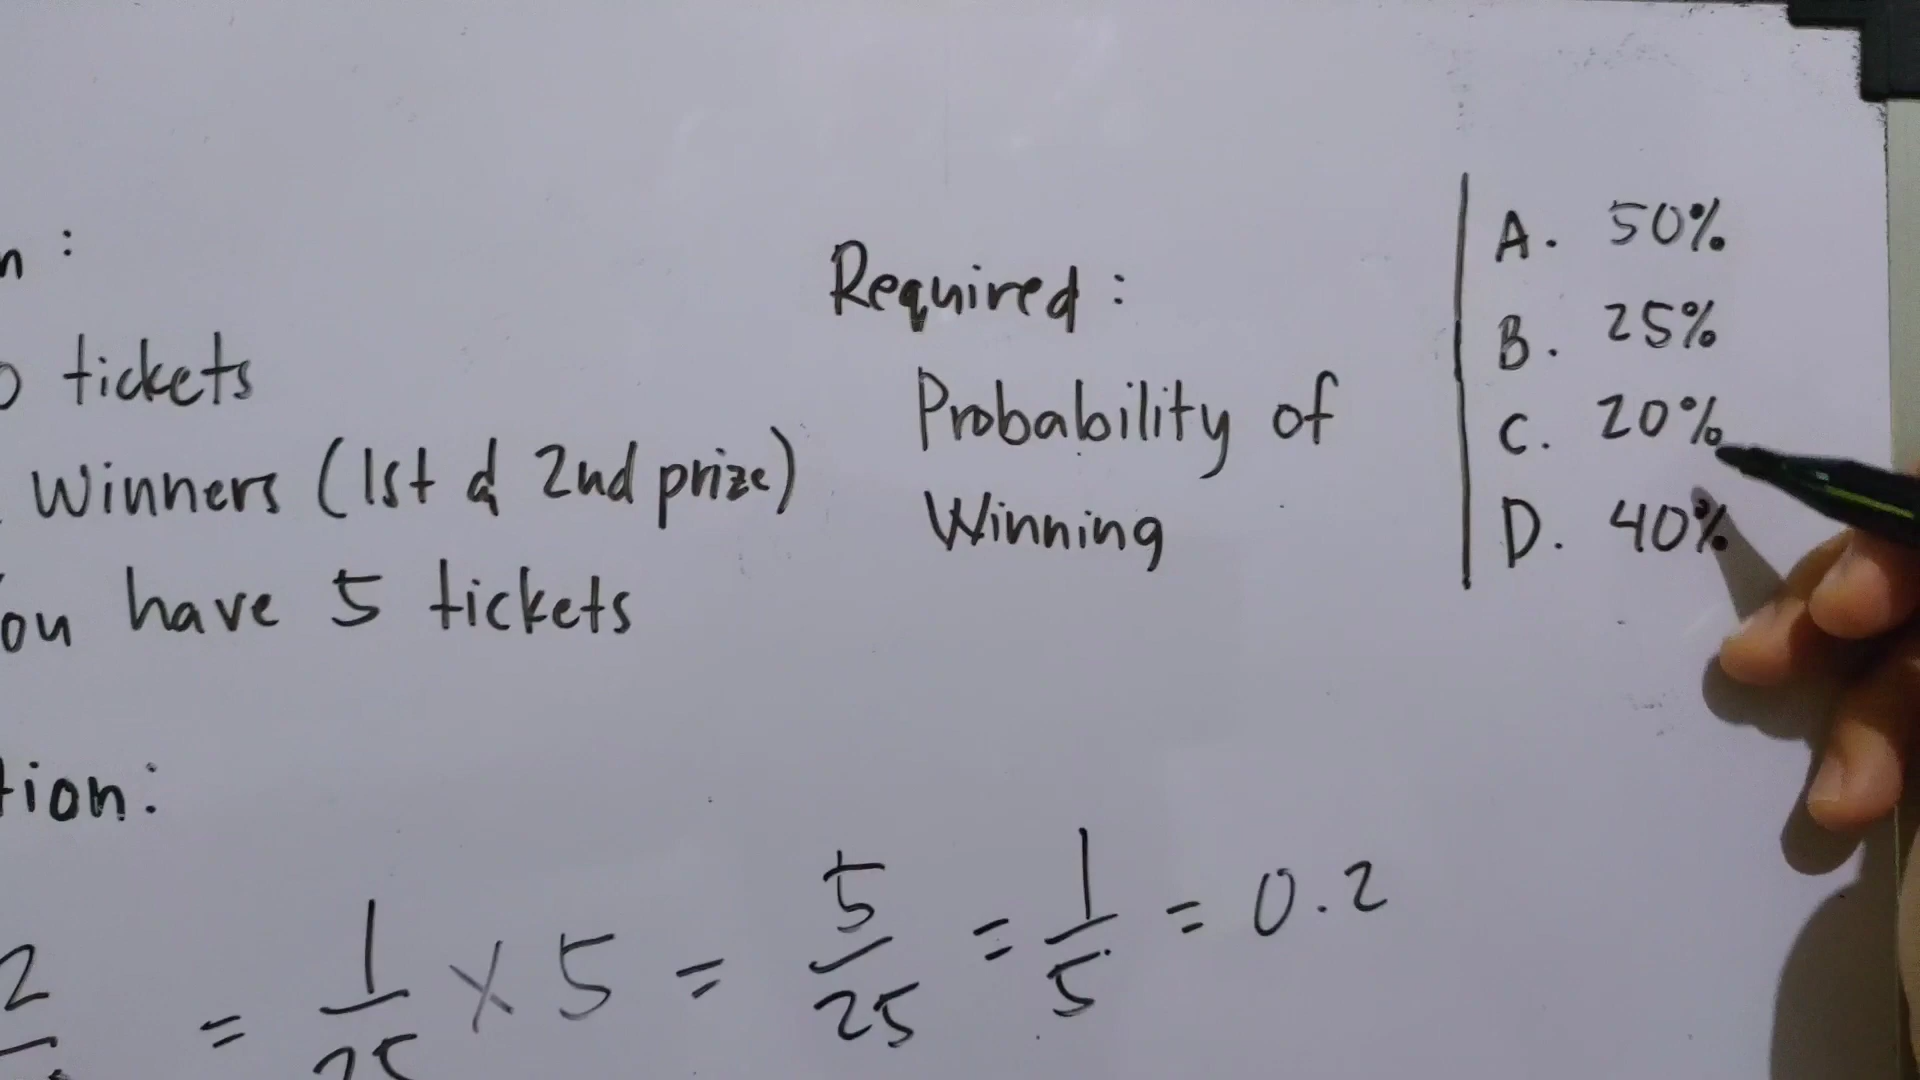 n :
0 tickets
Winners (1st & 2nd prize)
ou have 5 tickets
Required :
Probability of
Winning
A. 50%
B. 25%
C. 20%
D. 40%
tion:
2 = 1/25 x 5 = 5/25 = 1/5 = 0.2